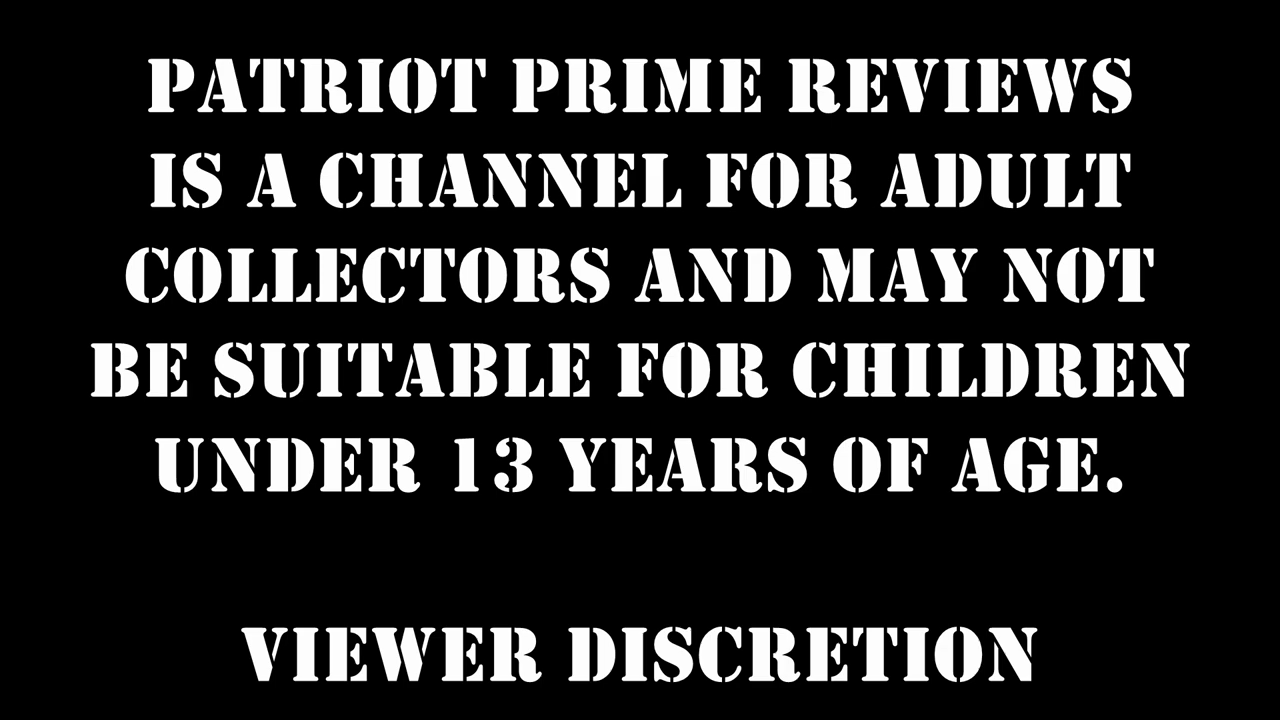 PATRIOT PRIME REVIEWS
IS A CHANNEL FOR ADULT
COLLECTORS AND MAY NOT
BE SUITABLE FOR CHILDREN
UNDER 13 YEARS OF AGE.
VIEWER DISCRETION